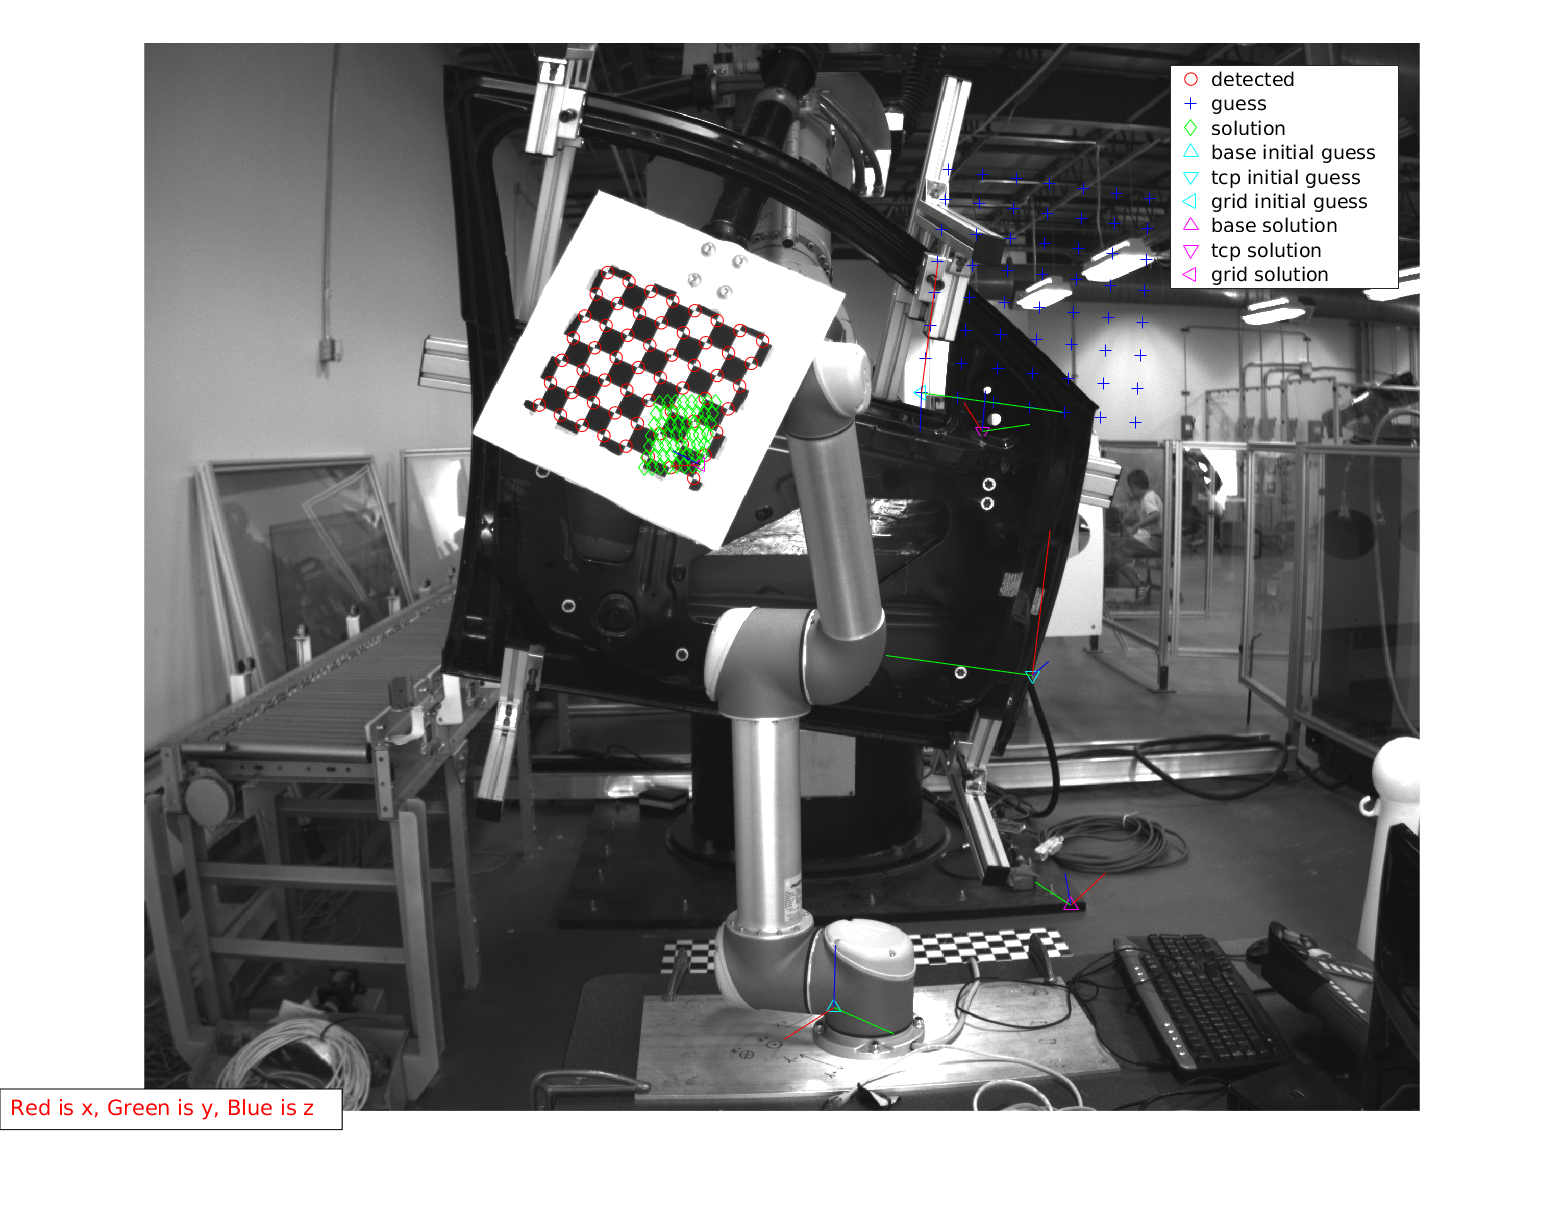 detected
guess
solution
base initial guess
tcp initial guess
grid initial guess
base solution
tcp solution
grid solution
Red is x, Green is y, Blue is z